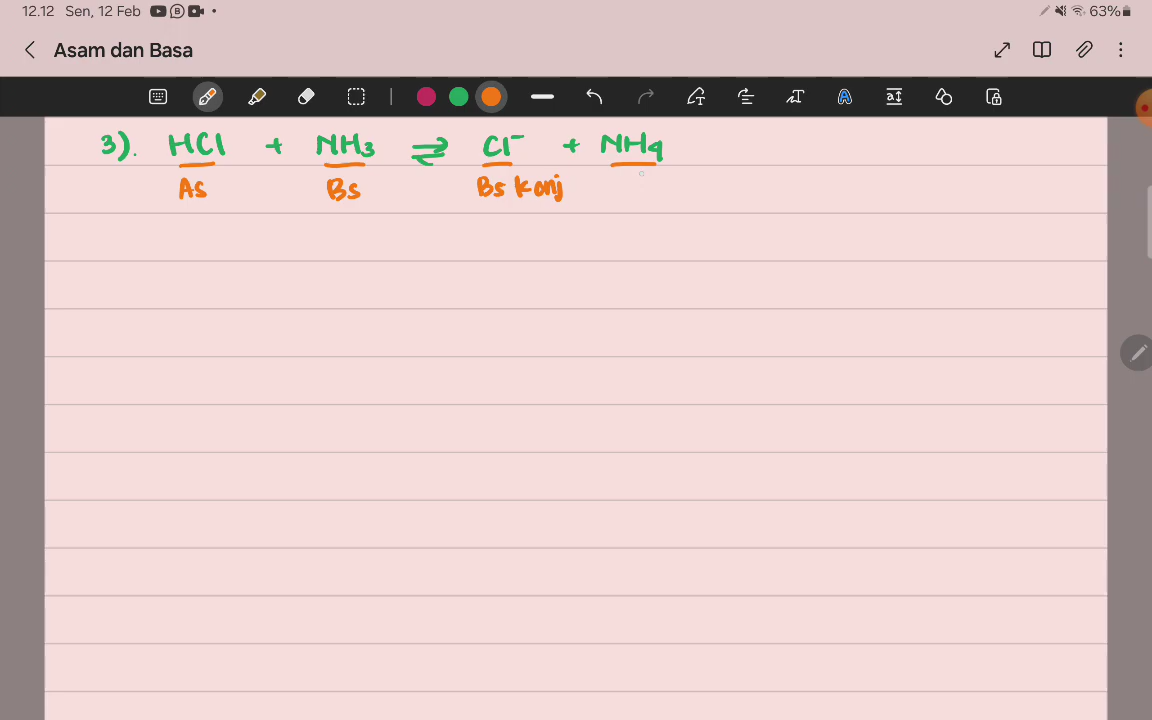 12.12 Sen, 12 Feb 63%
Asam dan Basa
3). HCl + NH₃ ⇌ Cl⁻ + NH₄
As Bs Bs konj